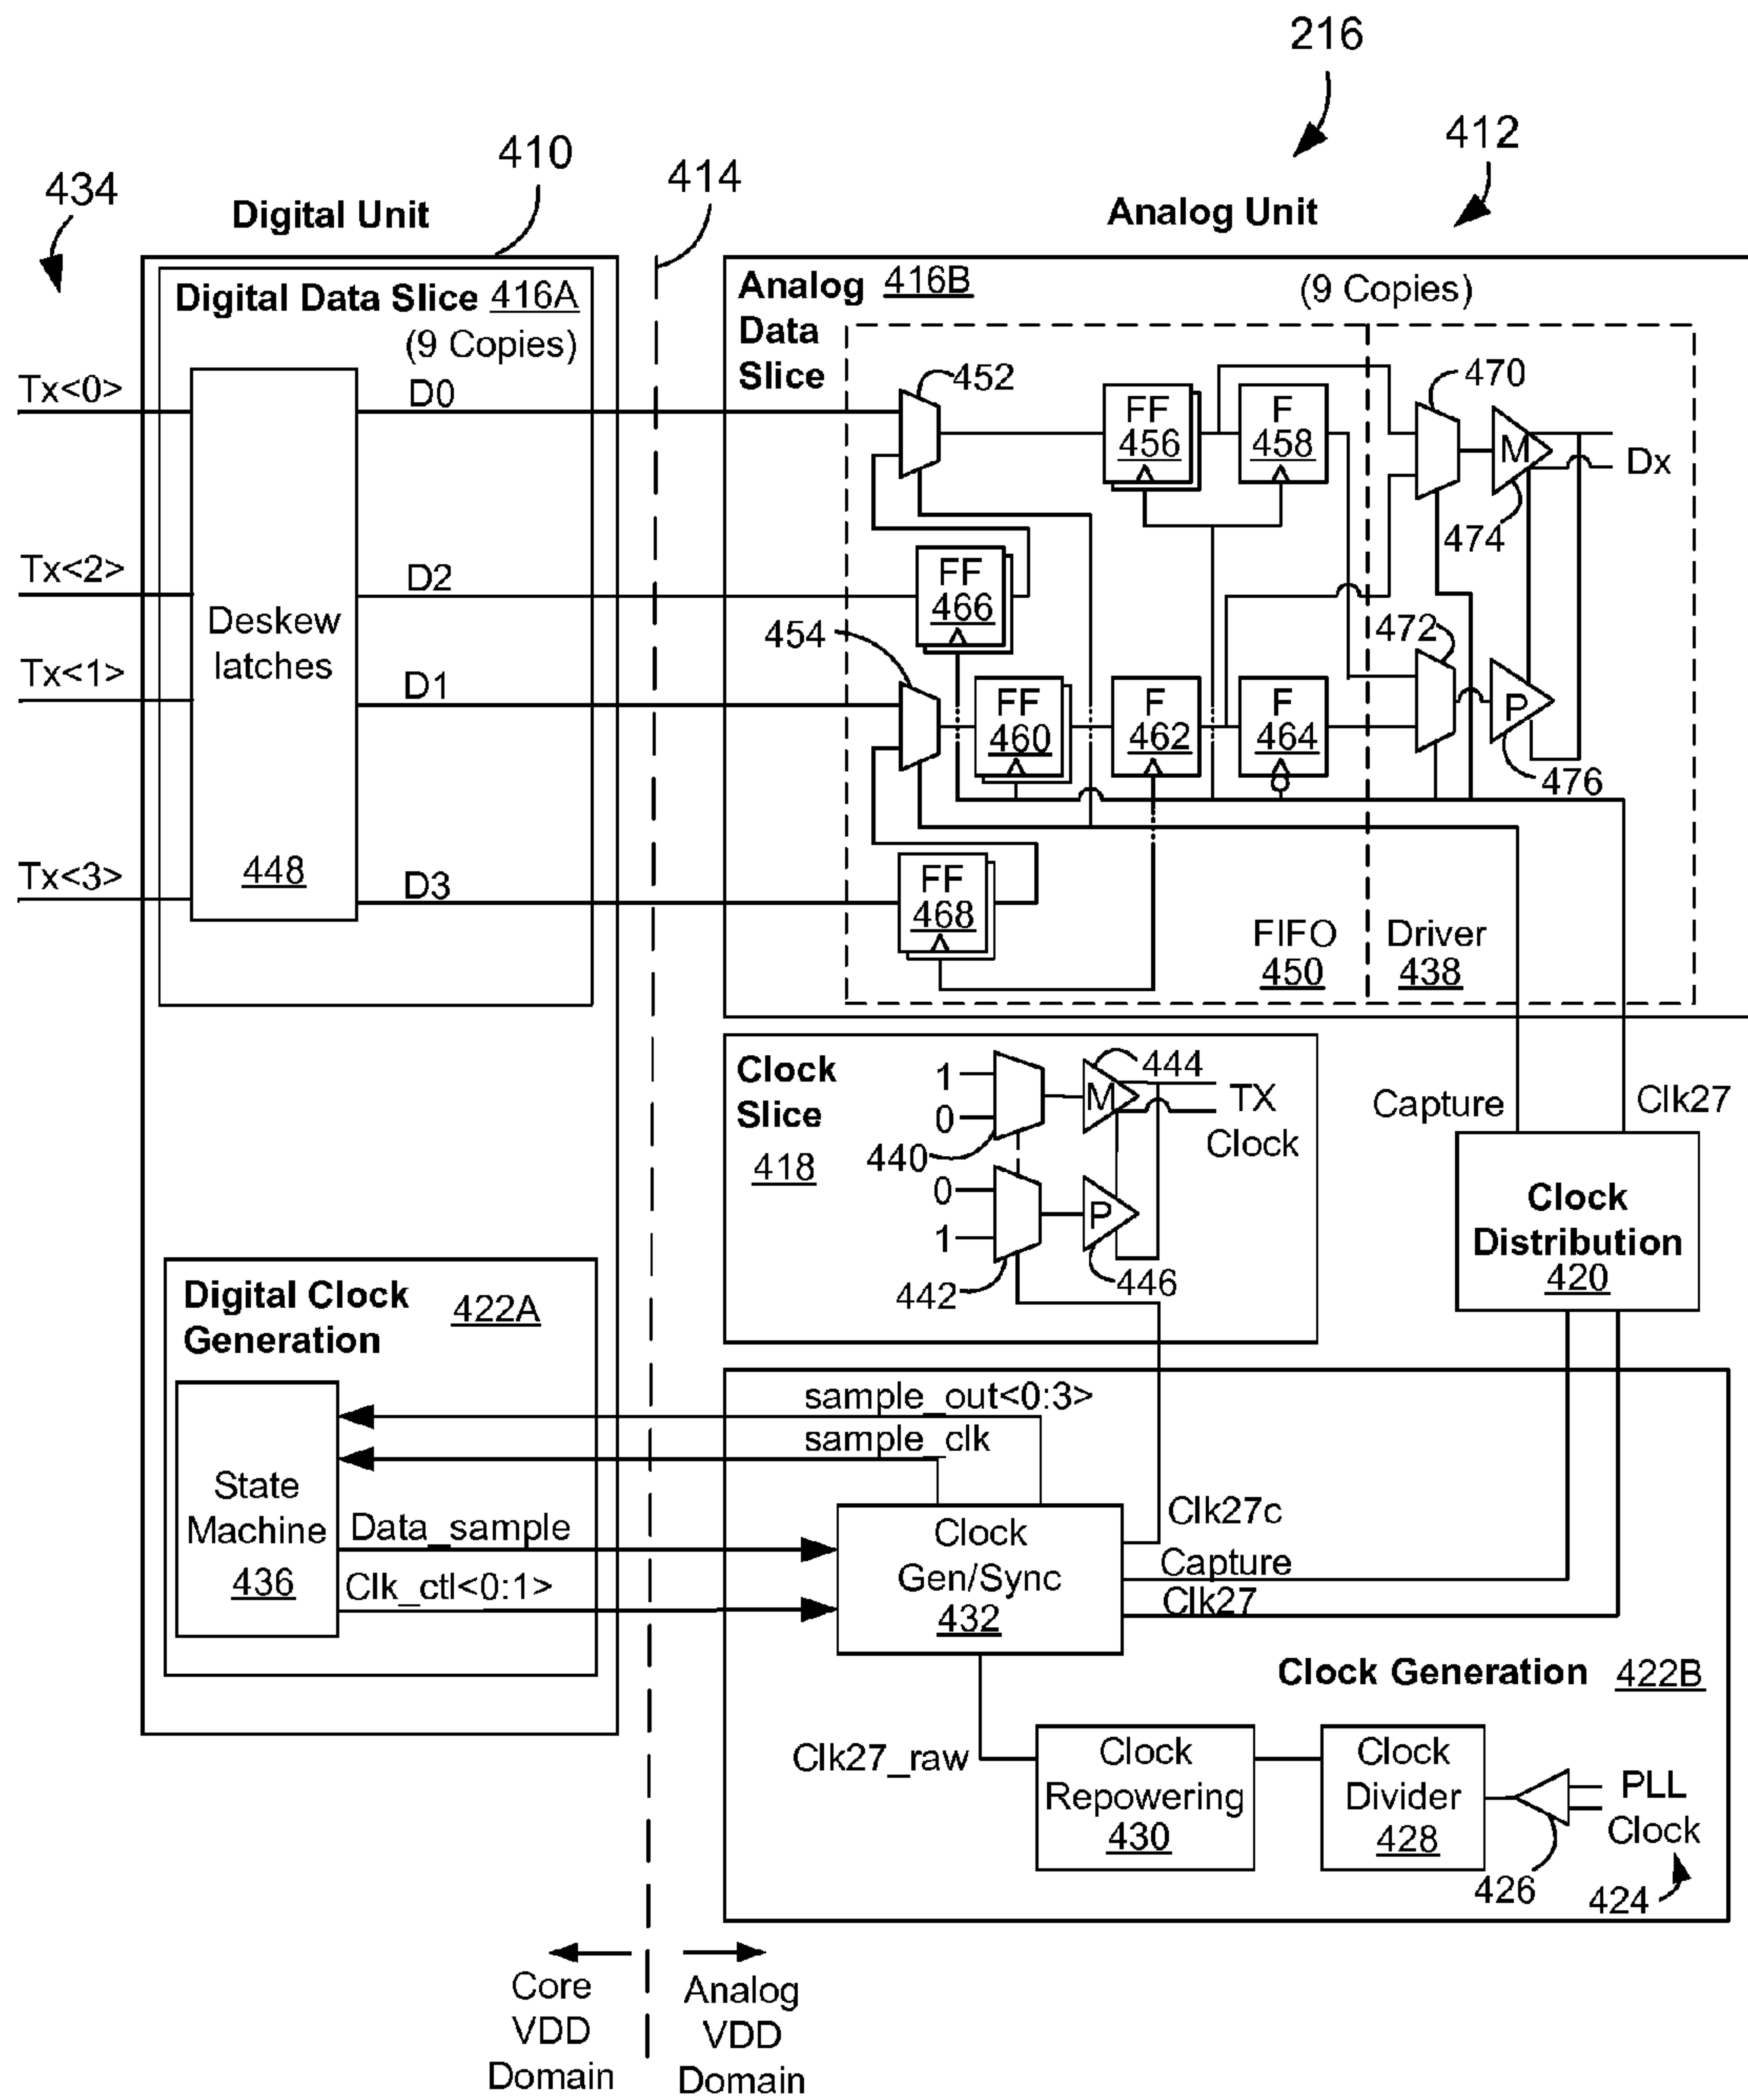 216
412
410
414
434
Digital Unit
Analog Unit
Digital Data Slice 416A
(9 Copies)
Analog 416B
Data
Slice
(9 Copies)
Tx<0>
D0
452
FF
456
F
458
470
M
Dx
474
Tx<2>
D2
FF
466
Deskew
latches
448
454
472
Tx<1>
D1
FF
460
F
462
F
464
P
476
Tx<3>
D3
FF
468
FIFO
450
Driver
438
Clock
Slice
418
1
0
440
M
444
TX
Clock
0
1
442
P
446
Capture
Clk27
Clock
Distribution
420
Digital Clock
Generation
422A
State
Machine
436
sample_out<0:3>
sample_clk
Data_sample
Clk_ctl<0:1>
Clock
Gen/Sync
432
Clk27c
Capture
Clk27
Clock Generation 422B
Clk27_raw
Clock
Repowering
430
Clock
Divider
428
PLL
Clock
426
424
Core
VDD
Domain
Analog
VDD
Domain